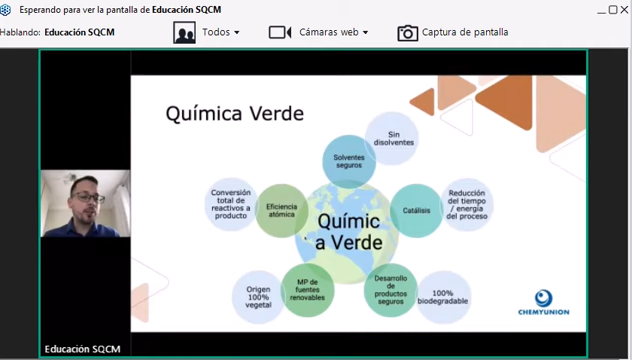 Esperando para ver la pantalla de Educación SQCM
Hablando: Educación SQCM
Todos
Cámaras web
Captura de pantalla
Química Verde
Sin
disolventes
Solventes
seguros
Conversión
total de
reactivos a
producto
Eficiencia
atómica
Químic
a Verde
Catálisis
Reducción
del tiempo
/ energía
del proceso
Origen
100%
vegetal
MP de
fuentes
renovables
Desarrollo
de
productos
seguros
100%
biodegradable
CHEMYUNION
Educación SQCM